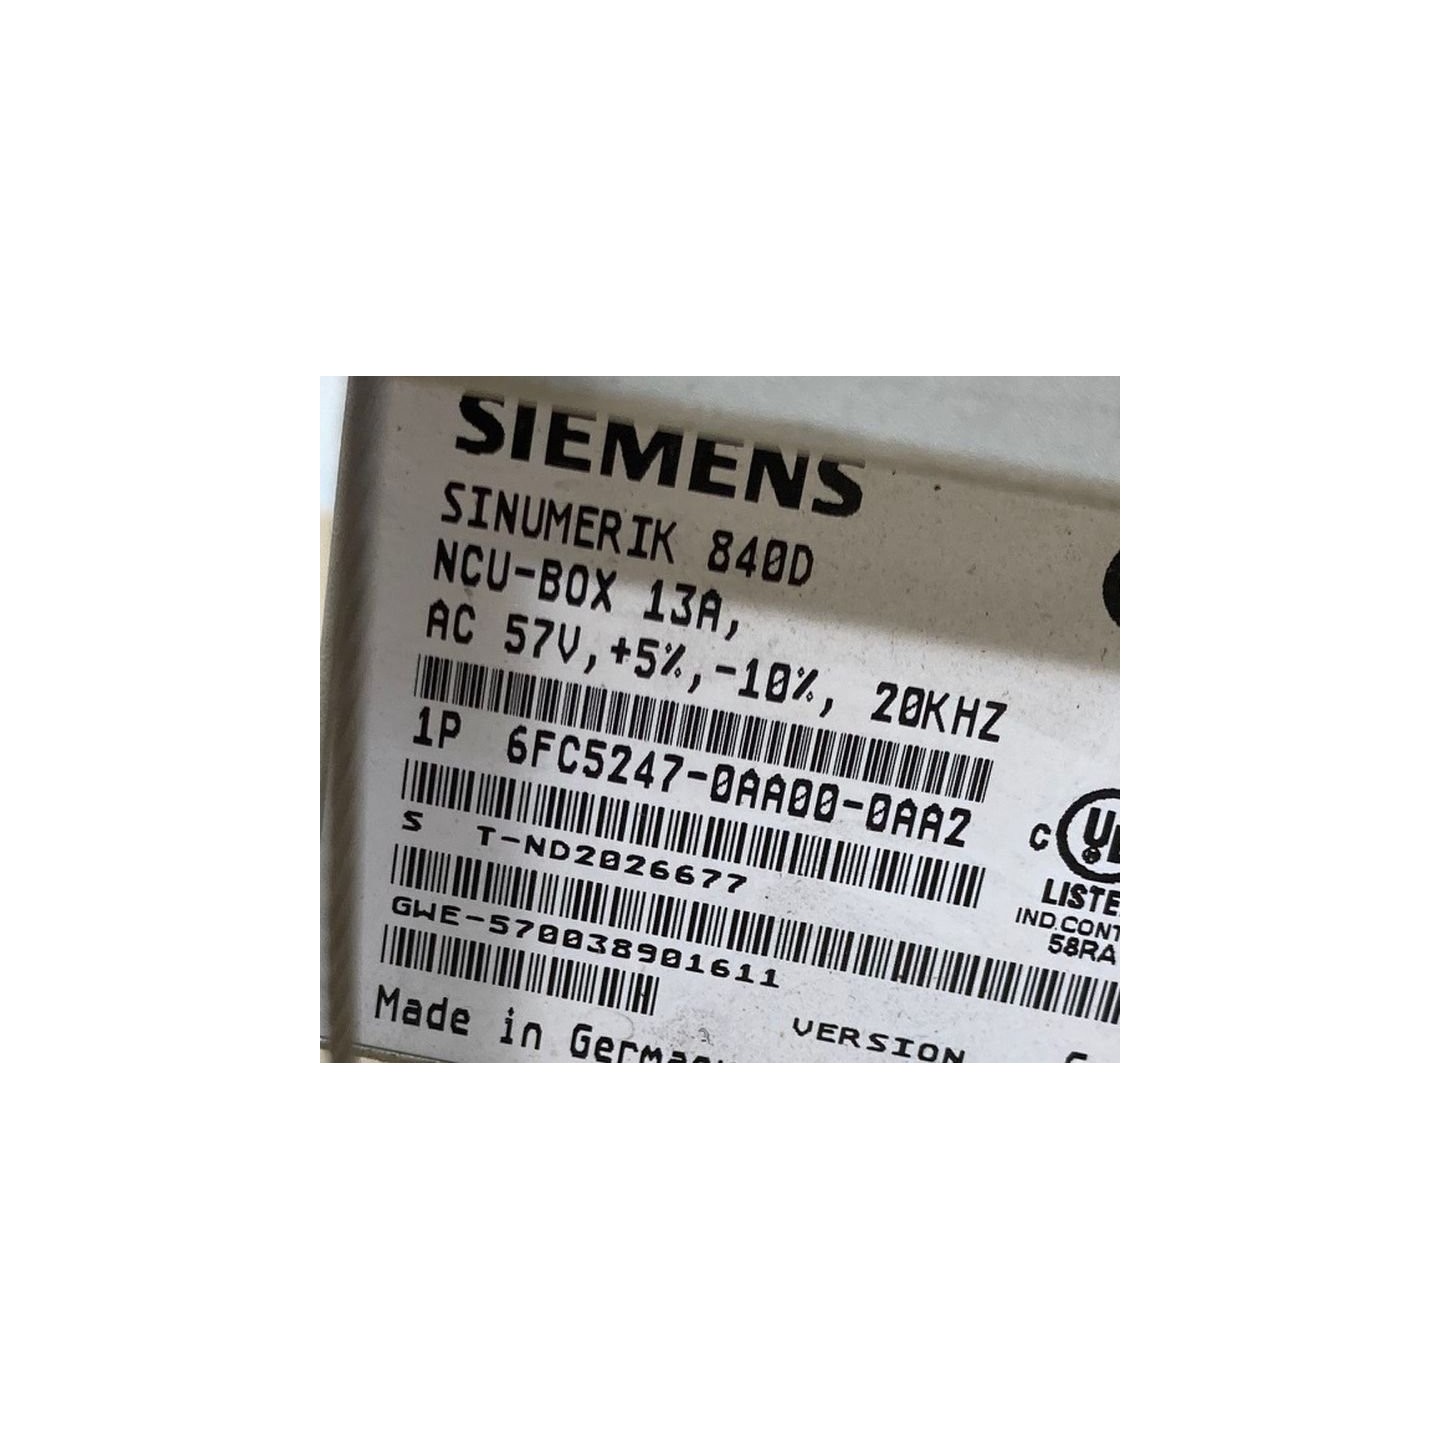 SIEMENS
SINUMERIK 840D
NCU-BOX 13A,
AC 57V,+5%,-10%, 20KHZ
1P 6FC5247-0AA00-0AA2
S T-ND2026677
GWE-570038901611
Made in
VERSION
C
IND.CONT
58RA